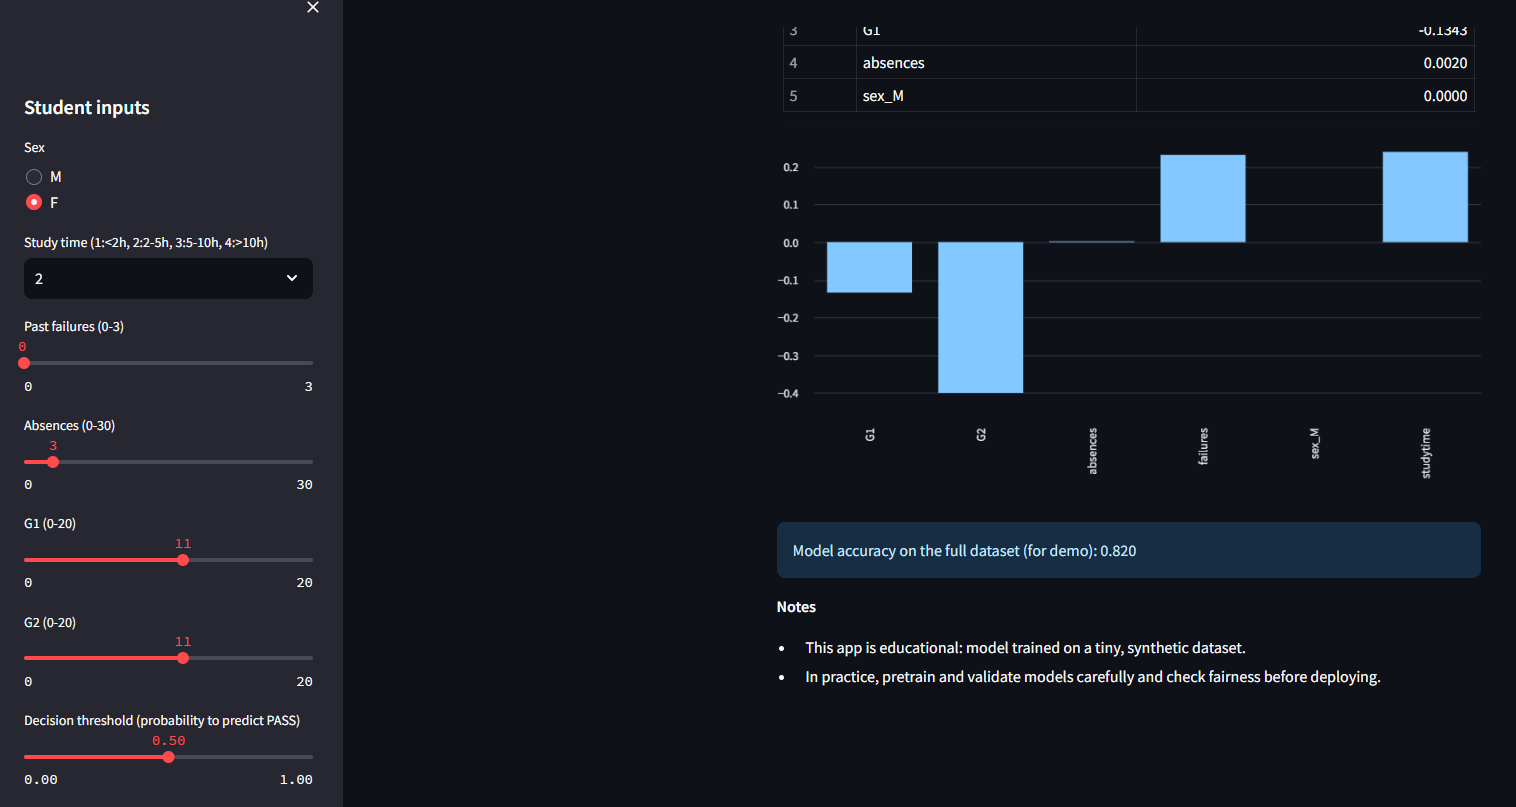 Student inputs
Sex
M
F
Study time (1:<2h, 2:2-5h, 3:5-10h, 4:>10h)
2
Past failures (0-3)
0
0 3
Absences (0-30)
3
0 30
G1 (0-20)
11
0 20
G2 (0-20)
11
0 20
Decision threshold (probability to predict PASS)
0.50
0.00 1.00
3 G1 -0.1343
4 absences 0.0020
5 sex_M 0.0000
0.2
0.1
0.0
−0.1
−0.2
−0.3
−0.4
G1 G2 absences failures sex_M studytime
Model accuracy on the full dataset (for demo): 0.820
Notes
• This app is educational: model trained on a tiny, synthetic dataset.
• In practice, pretrain and validate models carefully and check fairness before deploying.